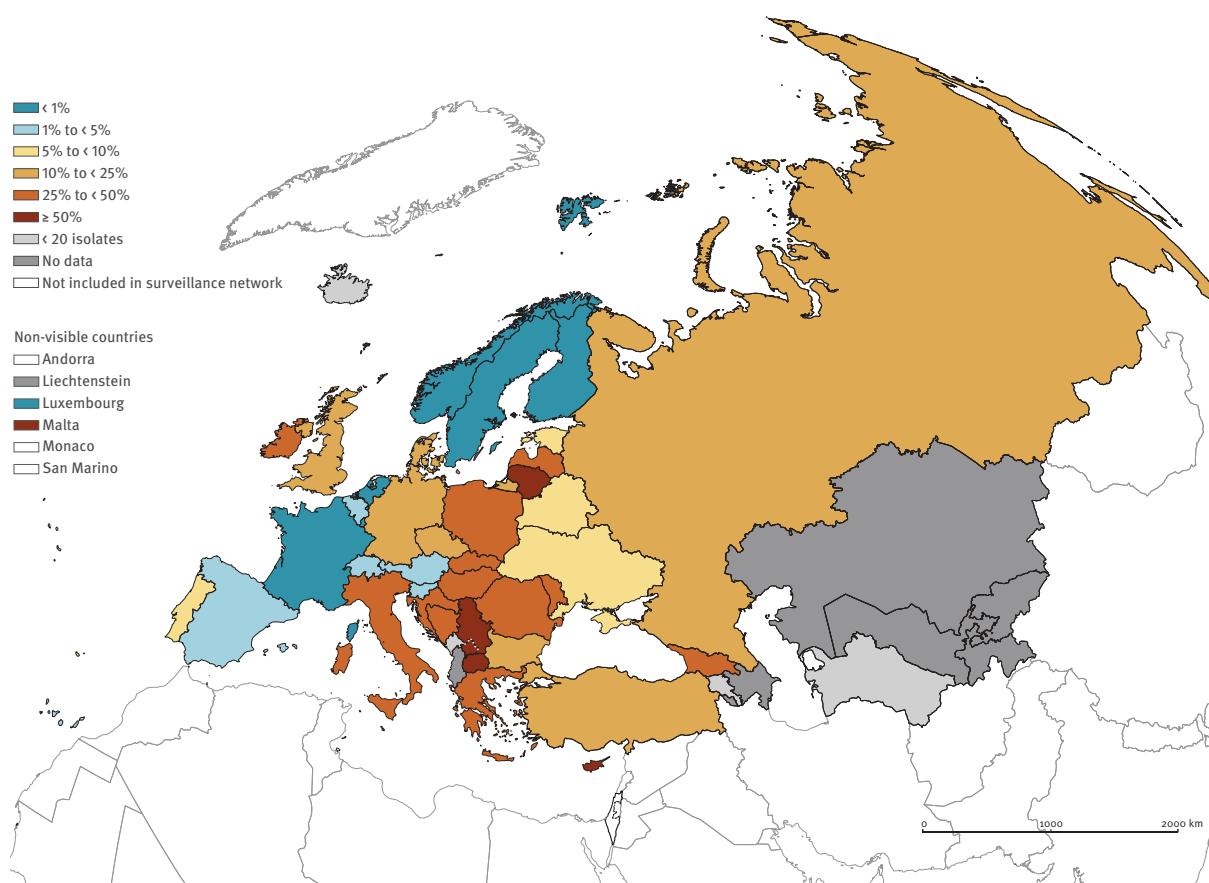 < 1%
1% to < 5%
5% to < 10%
10% to < 25%
25% to < 50%
≥ 50%
< 20 isolates
No data
Not included in surveillance network
Non-visible countries
Andorra
Liechtenstein
Luxembourg
Malta
Monaco
San Marino
0 1000 2000 km